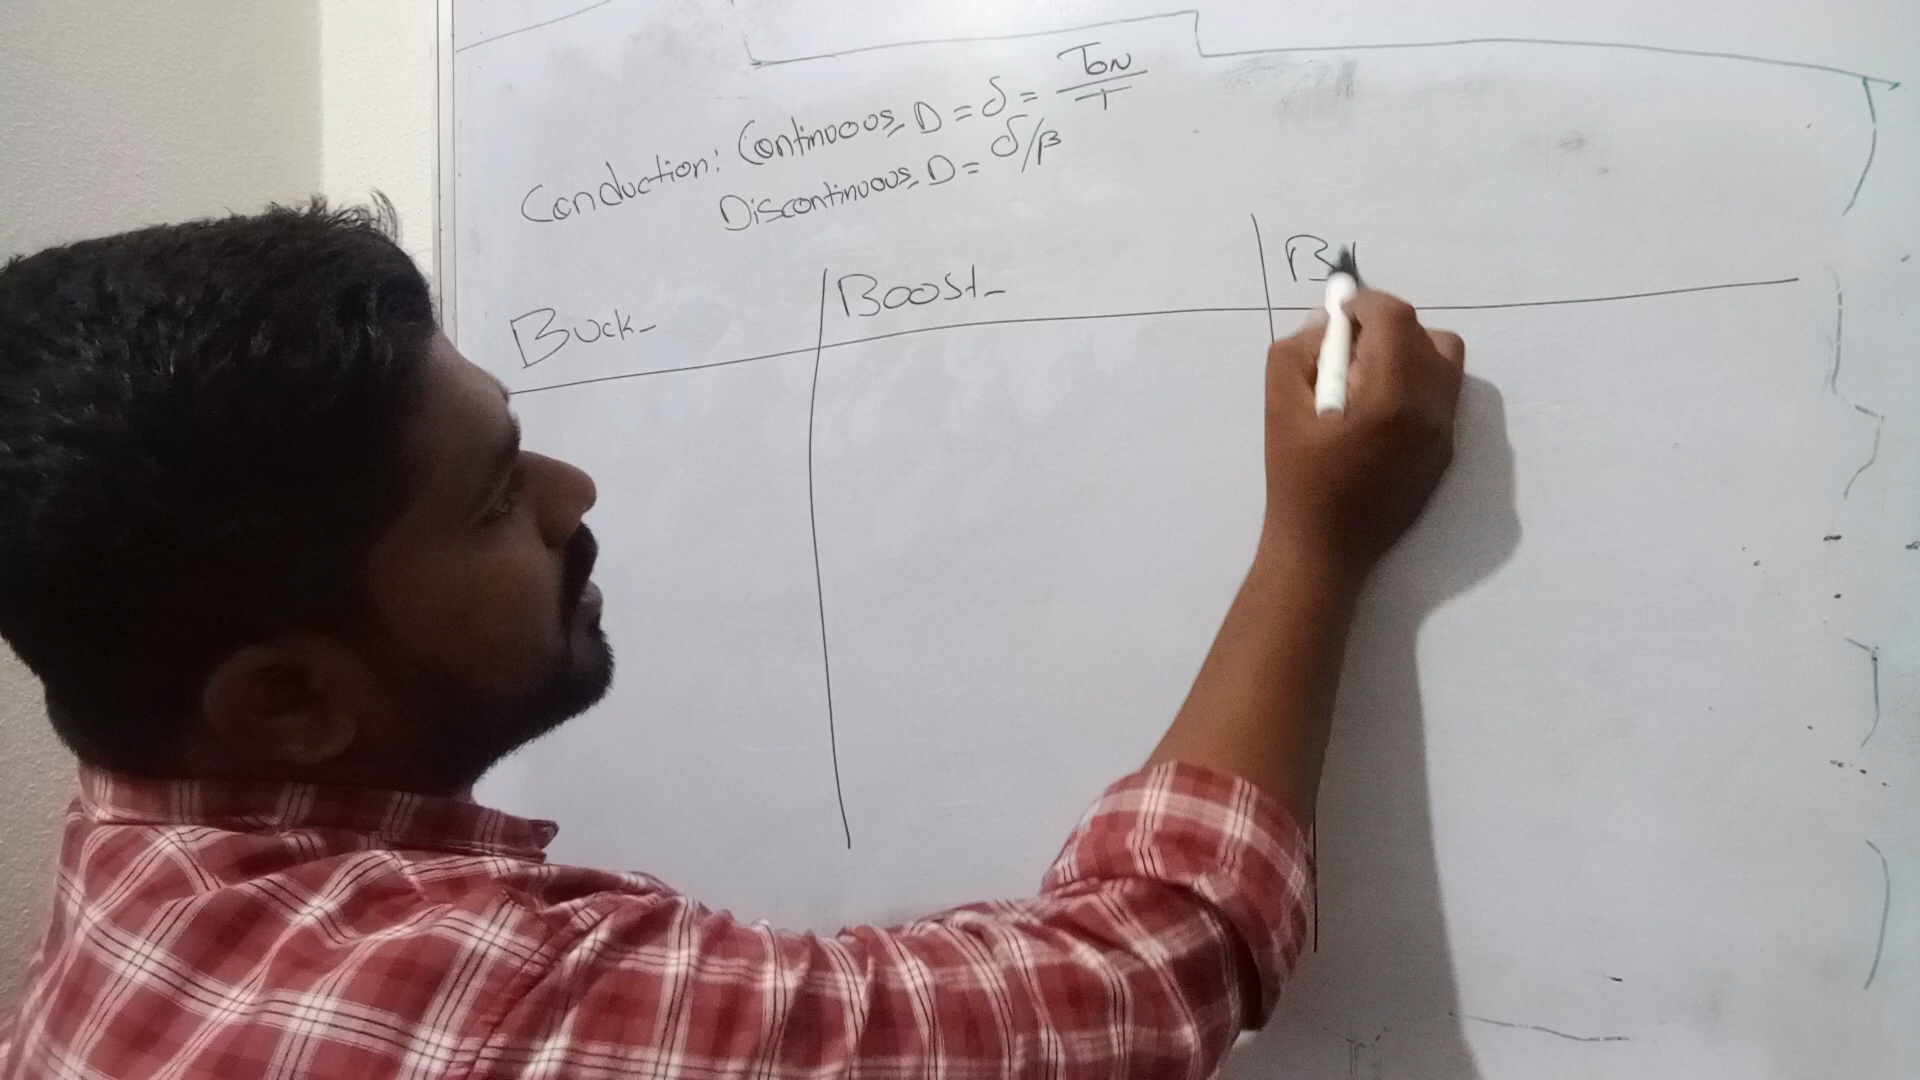 Conduction: Continuous, D = δ = TON/T
Discontinuous, D = δ/β
Buck Boost B